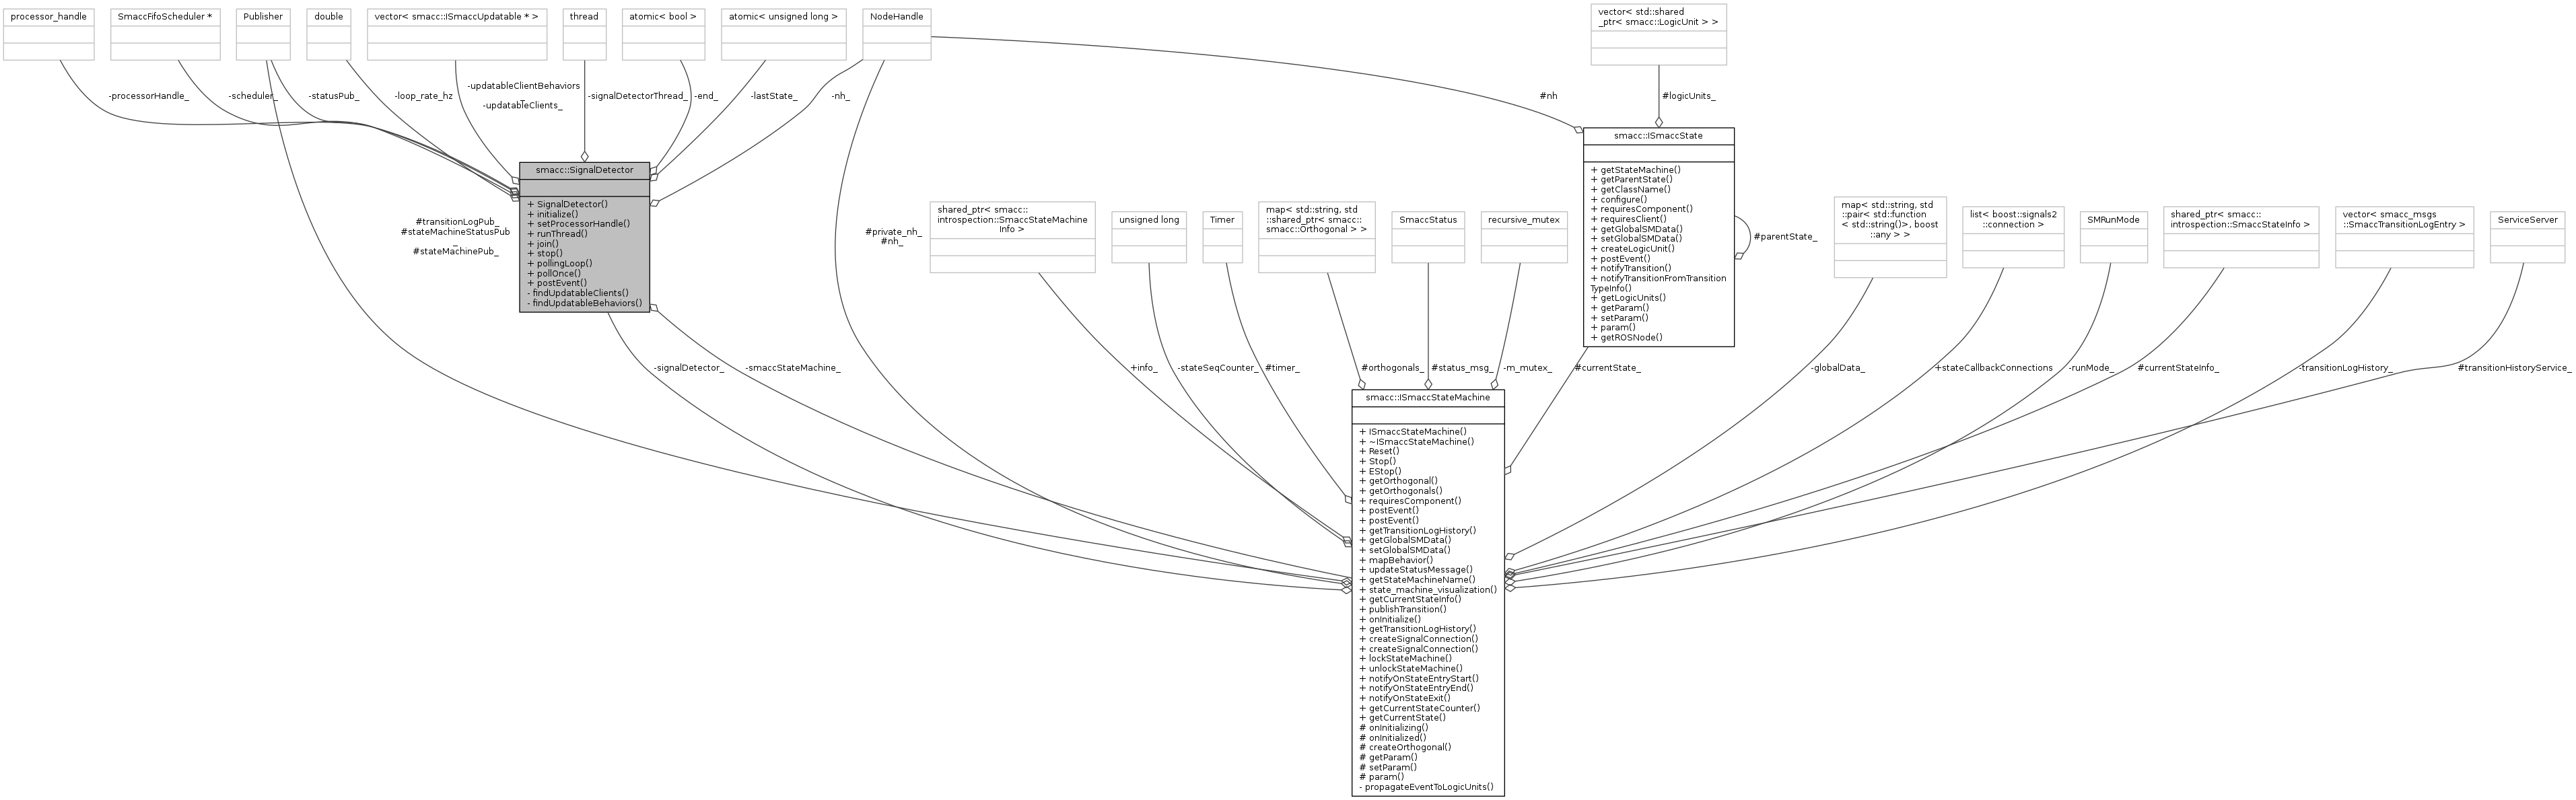 processor_handle
SmaccFifoScheduler *
Publisher
double
vector< smacc::ISmaccUpdatable * >
thread
atomic< bool >
atomic< unsigned long >
NodeHandle
vector< std::shared
_ptr< smacc::LogicUnit > >
-processorHandle_
-scheduler_
-statusPub_
-loop_rate_hz
-updatableClientBehaviors
_
-updatableClients_
-signalDetectorThread_
-end_
-lastState_
-nh_
#nh
#logicUnits_
smacc::SignalDetector
+ SignalDetector()
+ initialize()
+ setProcessorHandle()
+ runThread()
+ join()
+ stop()
+ pollingLoop()
+ pollOnce()
+ postEvent()
- findUpdatableClients()
- findUpdatableBehaviors()
smacc::ISmaccState
+ getStateMachine()
+ getParentState()
+ getClassName()
+ configure()
+ requiresComponent()
+ requiresClient()
+ getGlobalSMData()
+ setGlobalSMData()
+ createLogicUnit()
+ postEvent()
+ notifyTransition()
+ notifyTransitionFromTransition
TypeInfo()
+ getLogicUnits()
+ getParam()
+ setParam()
+ param()
+ getROSNode()
#parentState_
#transitionLogPub_
#stateMachineStatusPub
_
#stateMachinePub_
#private_nh_
#nh_
shared_ptr< smacc::
introspection::SmaccStateMachine
Info >
unsigned long
Timer
map< std::string, std
::shared_ptr< smacc::
smacc::Orthogonal > >
SmaccStatus
recursive_mutex
map< std::string, std
::pair< std::function
< std::string()>, boost
::any > >
list< boost::signals2
::connection >
SMRunMode
shared_ptr< smacc::
introspection::SmaccStateInfo >
vector< smacc_msgs
::SmaccTransitionLogEntry >
ServiceServer
-signalDetector_
-smaccStateMachine_
+info_
-stateSeqCounter_
#timer_
#orthogonals_
#status_msg_
-m_mutex_
#currentState_
-globalData_
+stateCallbackConnections
-runMode_
#currentStateInfo_
-transitionLogHistory_
#transitionHistoryService_
smacc::ISmaccStateMachine
+ ISmaccStateMachine()
+ ~ISmaccStateMachine()
+ Reset()
+ Stop()
+ EStop()
+ getOrthogonal()
+ getOrthogonals()
+ requiresComponent()
+ postEvent()
+ postEvent()
+ getTransitionLogHistory()
+ getGlobalSMData()
+ setGlobalSMData()
+ mapBehavior()
+ updateStatusMessage()
+ getStateMachineName()
+ state_machine_visualization()
+ getCurrentStateInfo()
+ publishTransition()
+ onInitialize()
+ getTransitionLogHistory()
+ createSignalConnection()
+ createSignalConnection()
+ lockStateMachine()
+ unlockStateMachine()
+ notifyOnStateEntryStart()
+ notifyOnStateEntryEnd()
+ notifyOnStateExit()
+ getCurrentStateCounter()
+ getCurrentState()
# onInitializing()
# onInitialized()
# createOrthogonal()
# getParam()
# setParam()
# param()
- propagateEventToLogicUnits()